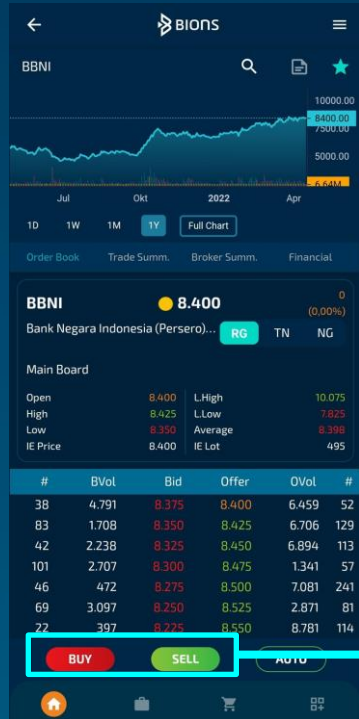 BIONS
BBNI
10000.00
8400.00
7500.00
5000.00
6.64M
Jul Okt 2022 Apr
1D 1W 1M 1Y Full Chart
Order Book Trade Summ. Broker Summ. Financial
BBNI 8.400 0
(0,00%)
Bank Negara Indonesia (Persero)... RG TN NG
Main Board
Open 8.400 L.High 10.075
High 8.425 L.Low 7.825
Low 8.350 Average 8.398
IE Price 8.400 IE Lot 495
# BVol Bid Offer OVol #
38 4.791 8.375 8.400 6.459 52
83 1.708 8.350 8.425 6.706 129
42 2.238 8.325 8.450 6.894 113
101 2.707 8.300 8.475 1.341 57
46 472 8.275 8.500 7.081 241
69 3.097 8.250 8.525 2.871 81
22 397 8.225 8.550 8.781 114
BUY SELL AUTO